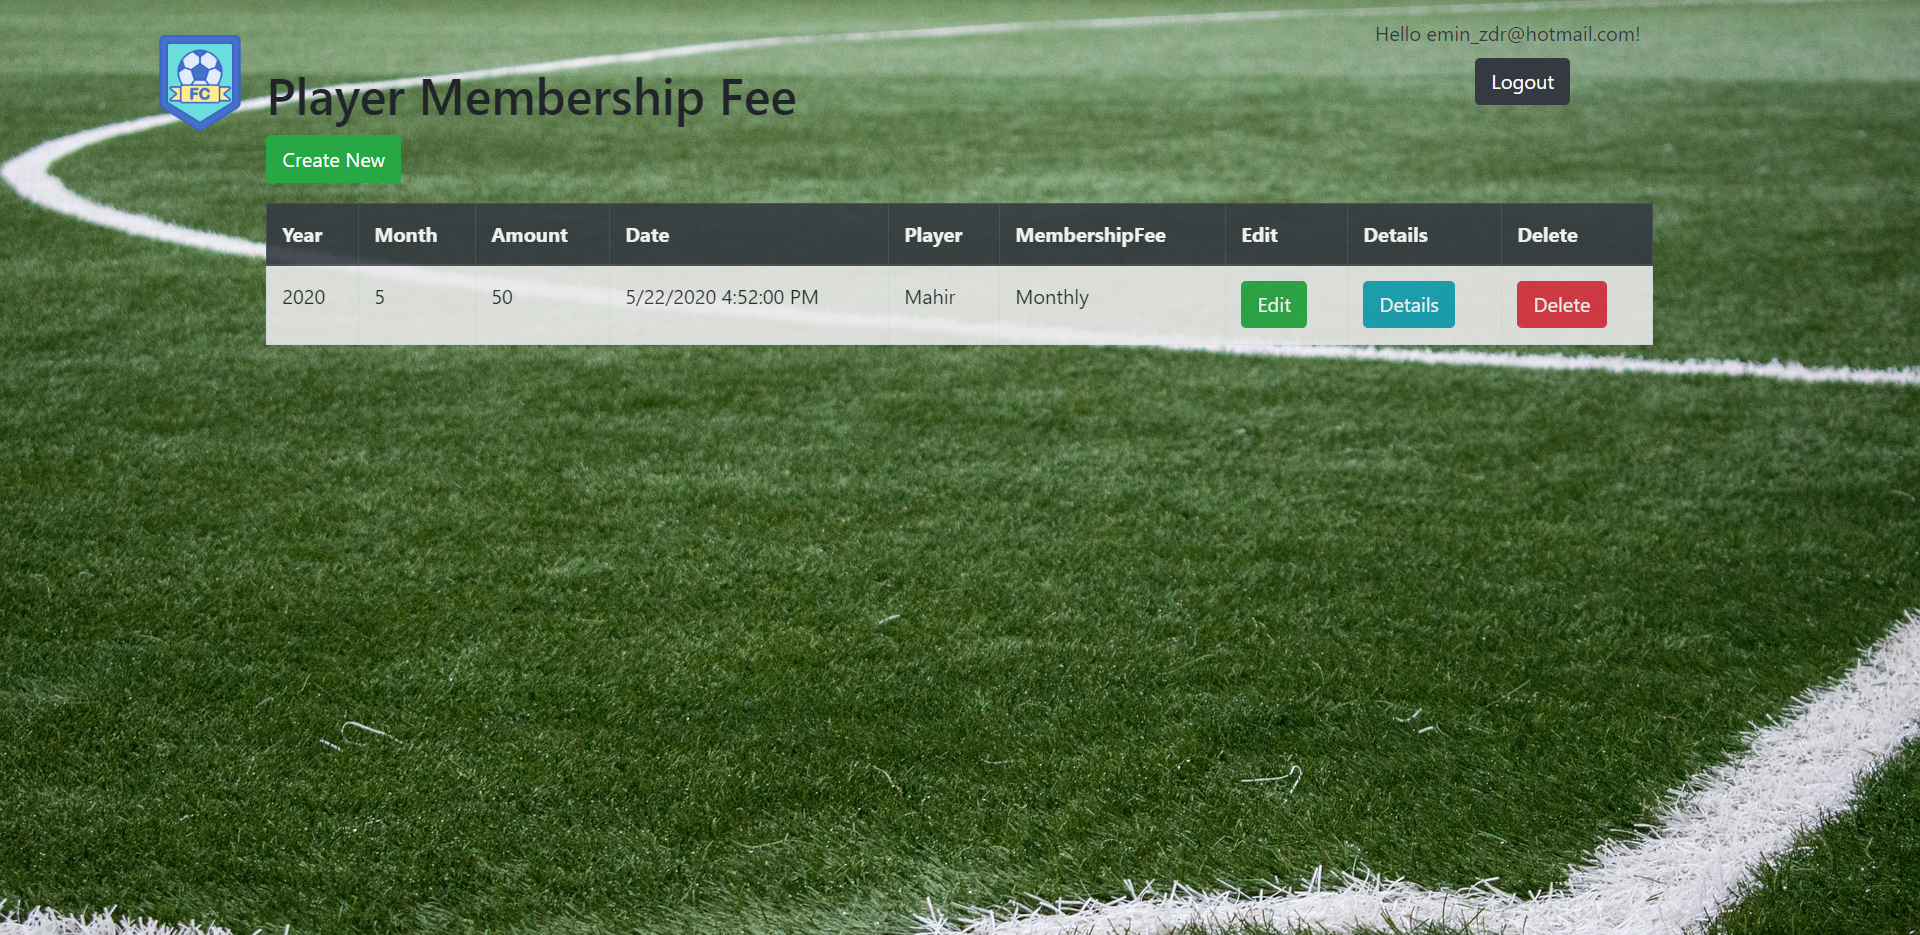 Hello emin_zdr@hotmail.com!
Logout
FC
Player Membership Fee
Create New
Year Month Amount Date Player MembershipFee Edit Details Delete
2020 5 50 5/22/2020 4:52:00 PM Mahir Monthly Edit Details Delete